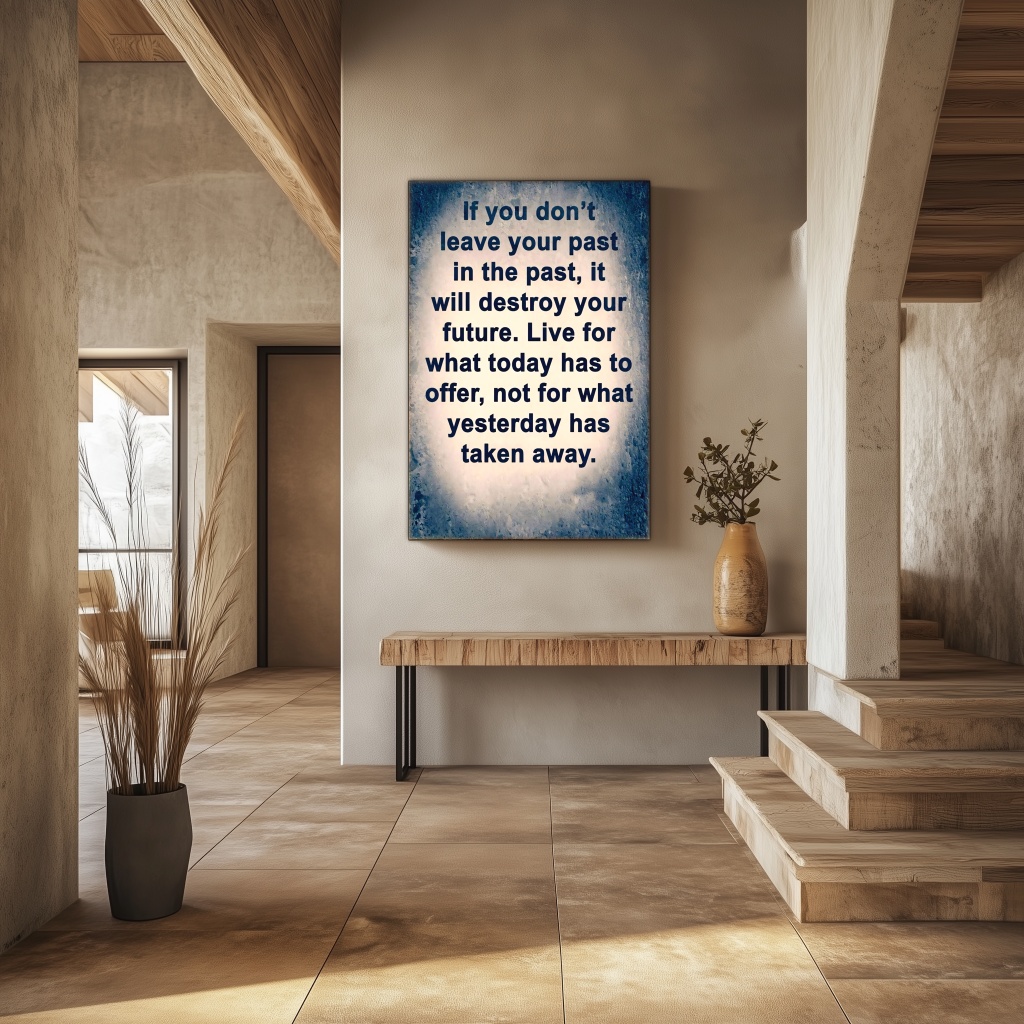 If you don’t
leave your past
in the past, it
will destroy your
future. Live for
what today has to
offer, not for what
yesterday has
taken away.